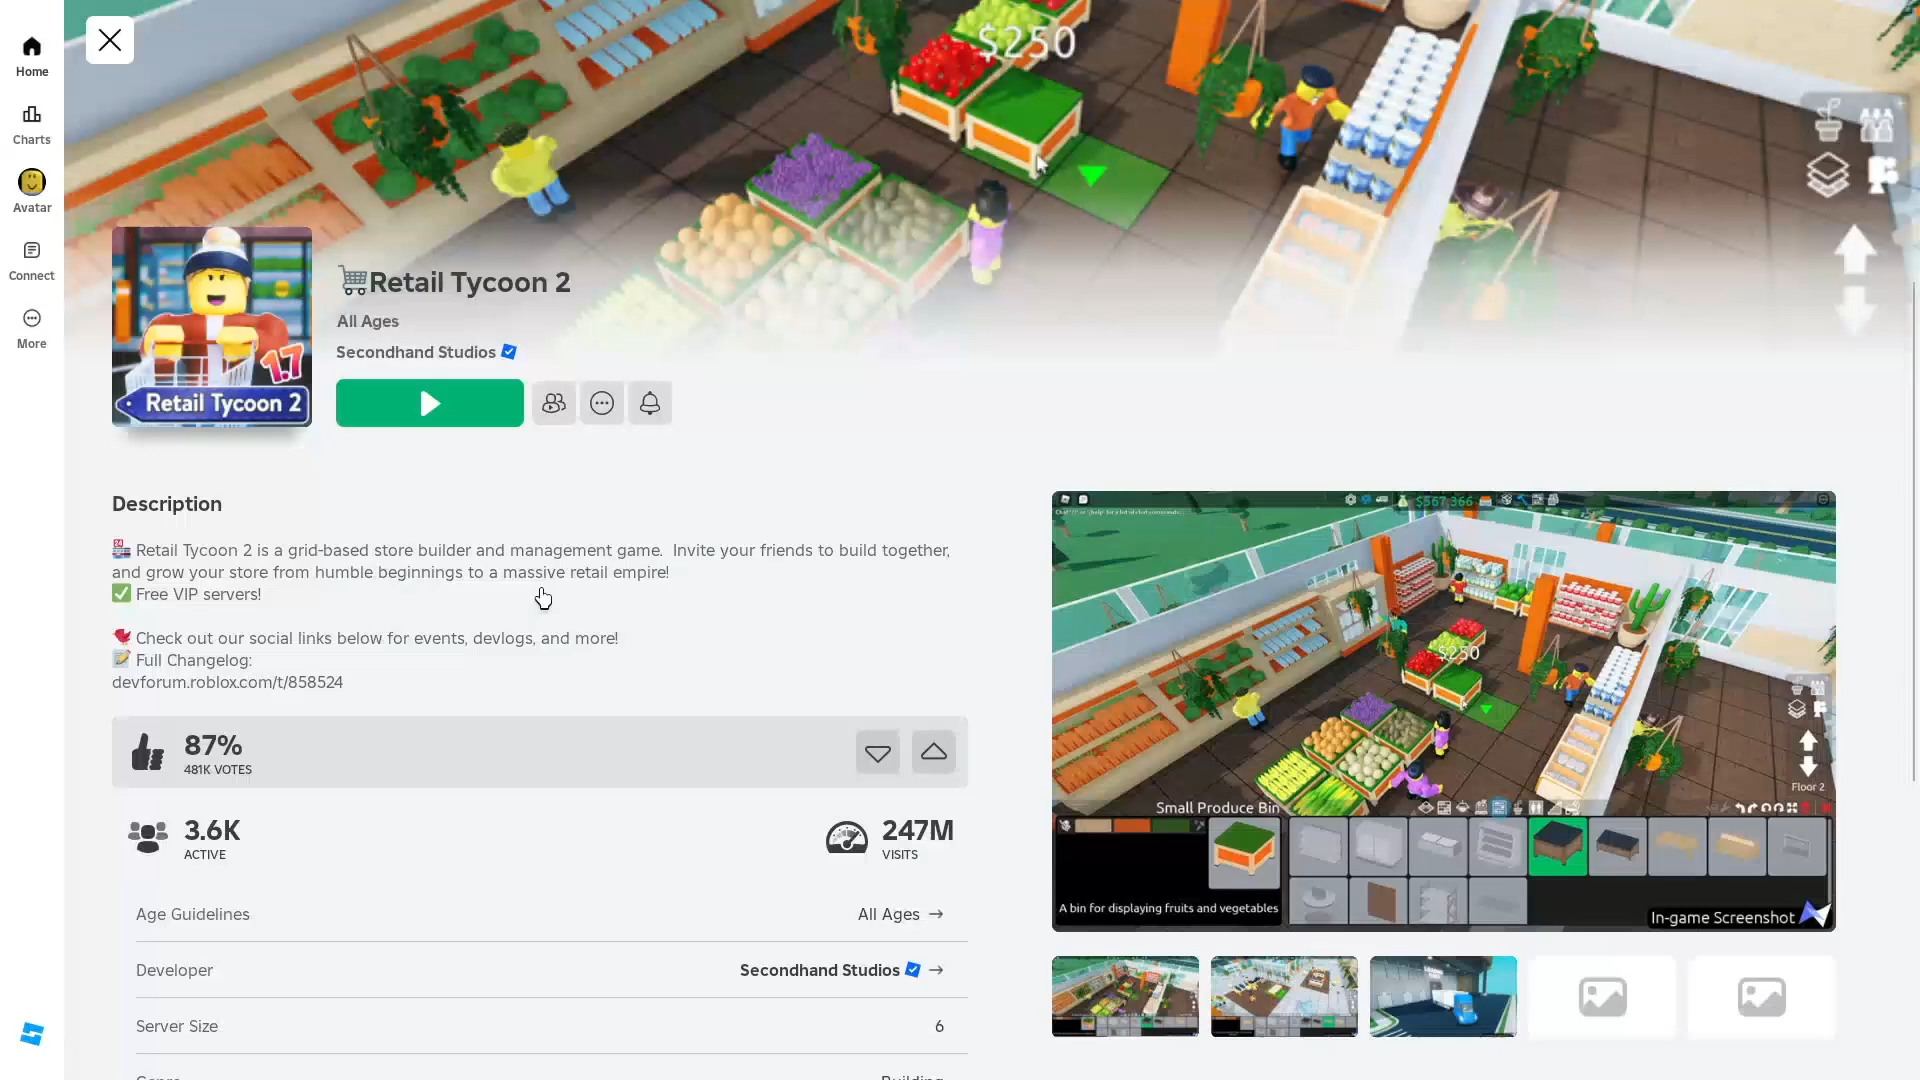 Home
Charts
Avatar
Connect
More
$250
1.7
Retail Tycoon 2
🛒Retail Tycoon 2
All Ages
Secondhand Studios
Description
🏪 Retail Tycoon 2 is a grid-based store builder and management game.  Invite your friends to build together,
and grow your store from humble beginnings to a massive retail empire!
✅ Free VIP servers!
🐦 Check out our social links below for events, devlogs, and more!
📝 Full Changelog:
devforum.roblox.com/t/858524
87%
481K VOTES
3.6K
ACTIVE
247M
VISITS
Age Guidelines
All Ages →
Developer
Secondhand Studios →
Server Size
6
Genre
Building
$567,366
$250
Floor 2
Small Produce Bin
A bin for displaying fruits and vegetables
In-game Screenshot